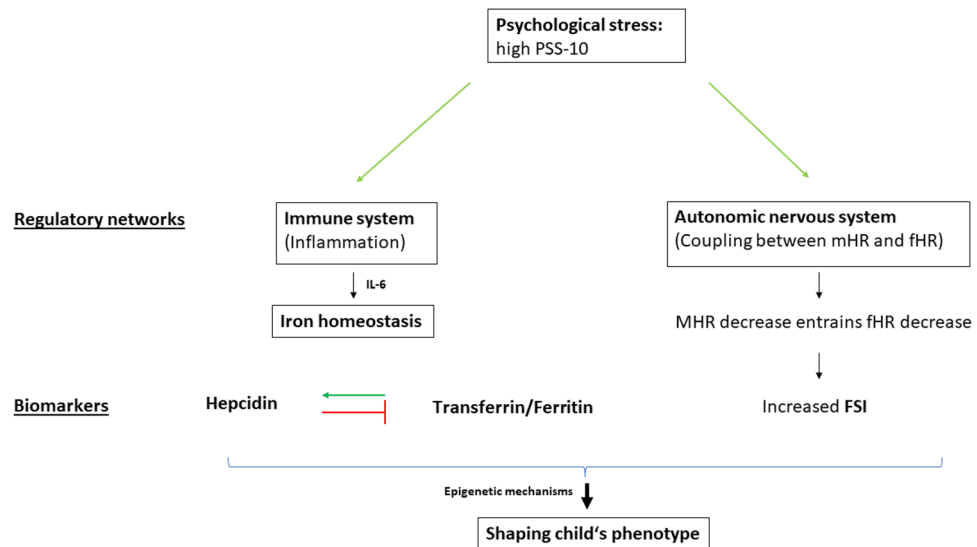 Psychological stress:
high PSS-10
Regulatory networks
Immune system
(Inflammation)
Autonomic nervous system
(Coupling between mHR and fHR)
IL-6
Iron homeostasis
MHR decrease entrains fHR decrease
Biomarkers
Hepcidin
Transferrin/Ferritin
Increased FSI
Epigenetic mechanisms
Shaping child‘s phenotype